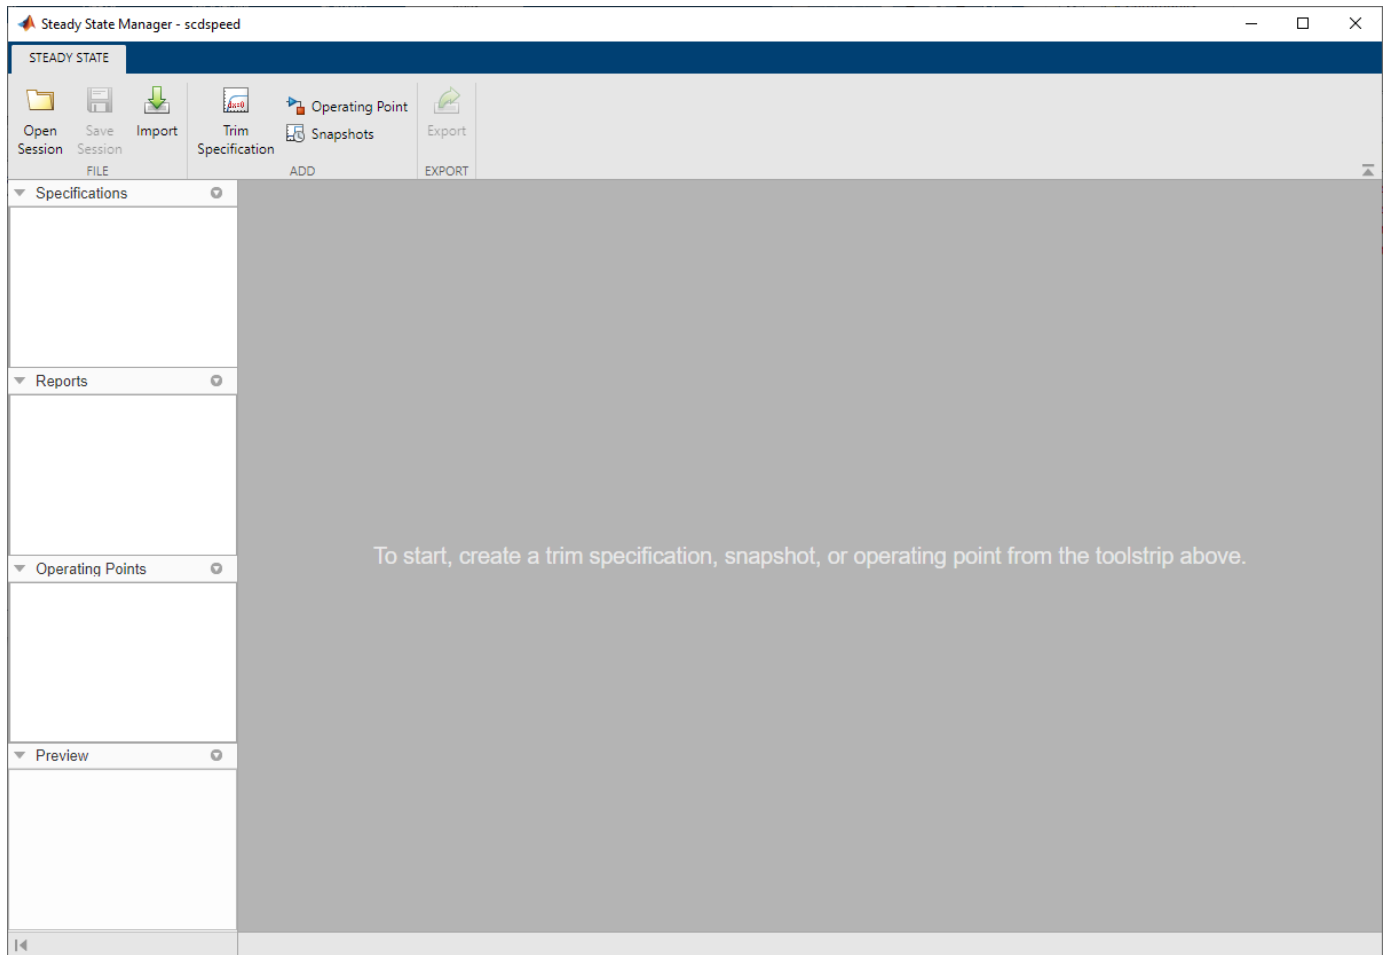 Steady State Manager - scdspeed
STEADY STATE
Open
Session
Save
Session
Import
FILE
Trim
Specification
Operating Point
Snapshots
ADD
Export
EXPORT
Specifications
Reports
Operating Points
Preview
To start, create a trim specification, snapshot, or operating point from the toolstrip above.